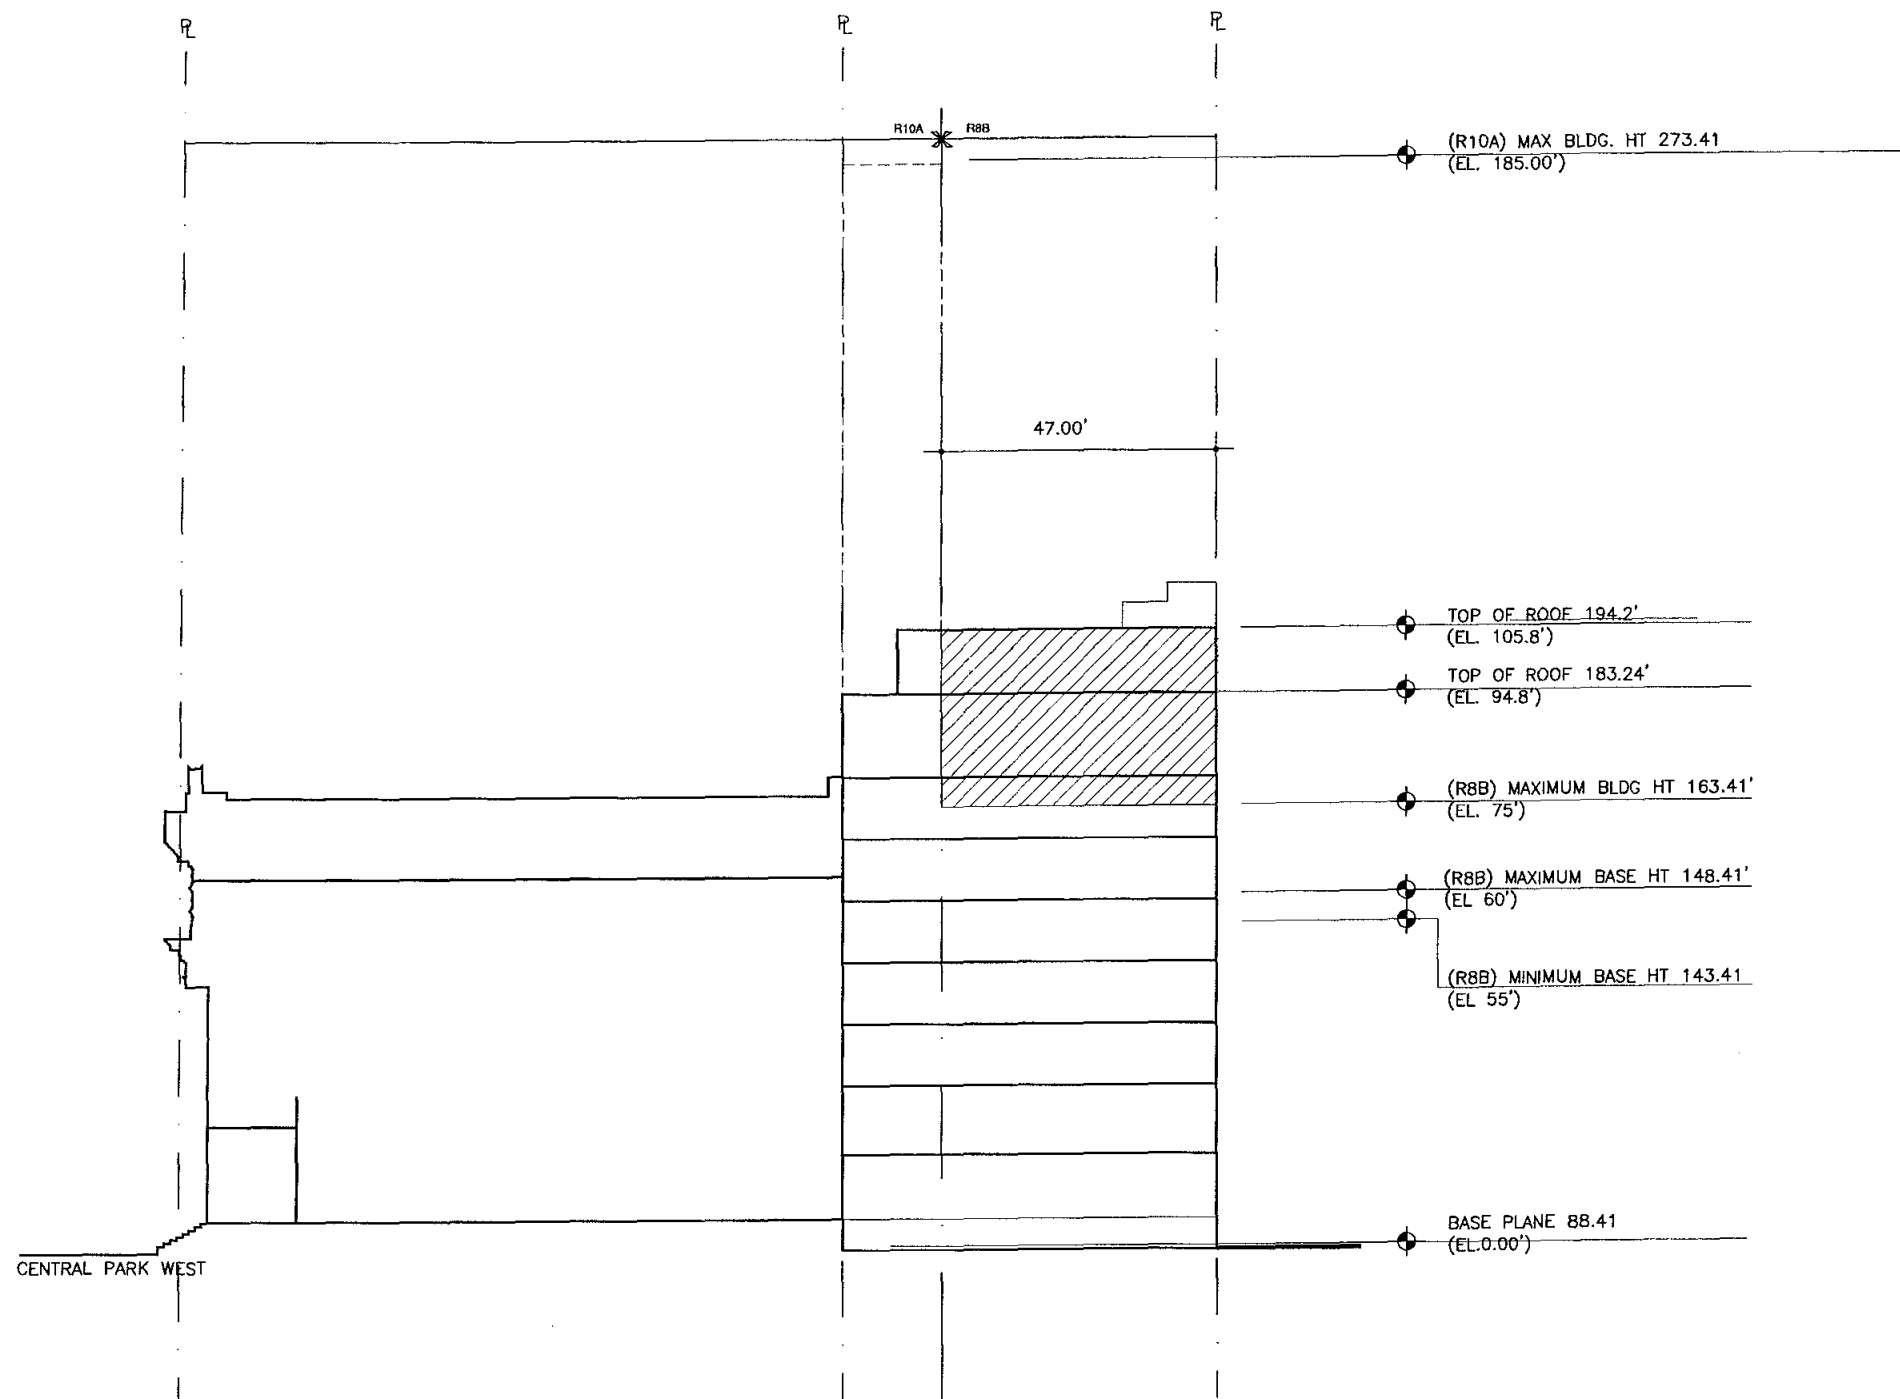 PL
PL
PL
R10A
R8B
(R10A) MAX BLDG. HT 273.41
(EL. 185.00')
47.00'
TOP OF ROOF 194.2'
(EL. 105.8')
TOP OF ROOF 183.24'
(EL. 94.8')
(R8B) MAXIMUM BLDG HT 163.41'
(EL. 75')
(R8B) MAXIMUM BASE HT 148.41'
(EL 60')
(R8B) MINIMUM BASE HT 143.41
(EL 55')
BASE PLANE 88.41
(EL.0.00')
CENTRAL PARK WEST